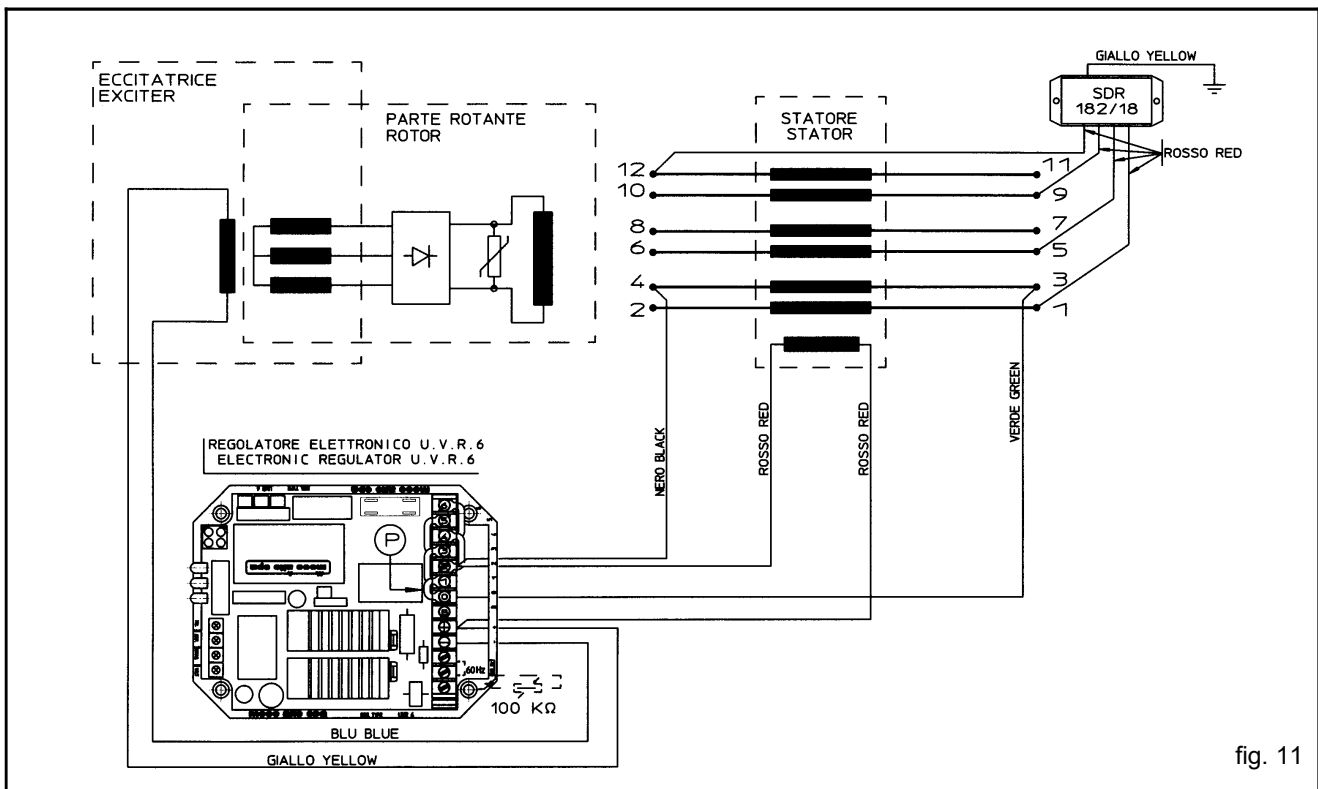 GIALLO YELLOW
ECCITATRICE
EXCITER
PARTE ROTANTE
ROTOR
STATORE
STATOR
SDR
182/18
ROSSO RED
12
11
10
9
8
7
6
5
4
3
2
1
NERO BLACK
ROSSO RED
ROSSO RED
VERDE GREEN
REGOLATORE ELETTRONICO U.V.R.6
ELECTRONIC REGULATOR U.V.R.6
P
60Hz
100 KΩ
BLU BLUE
GIALLO YELLOW
fig. 11